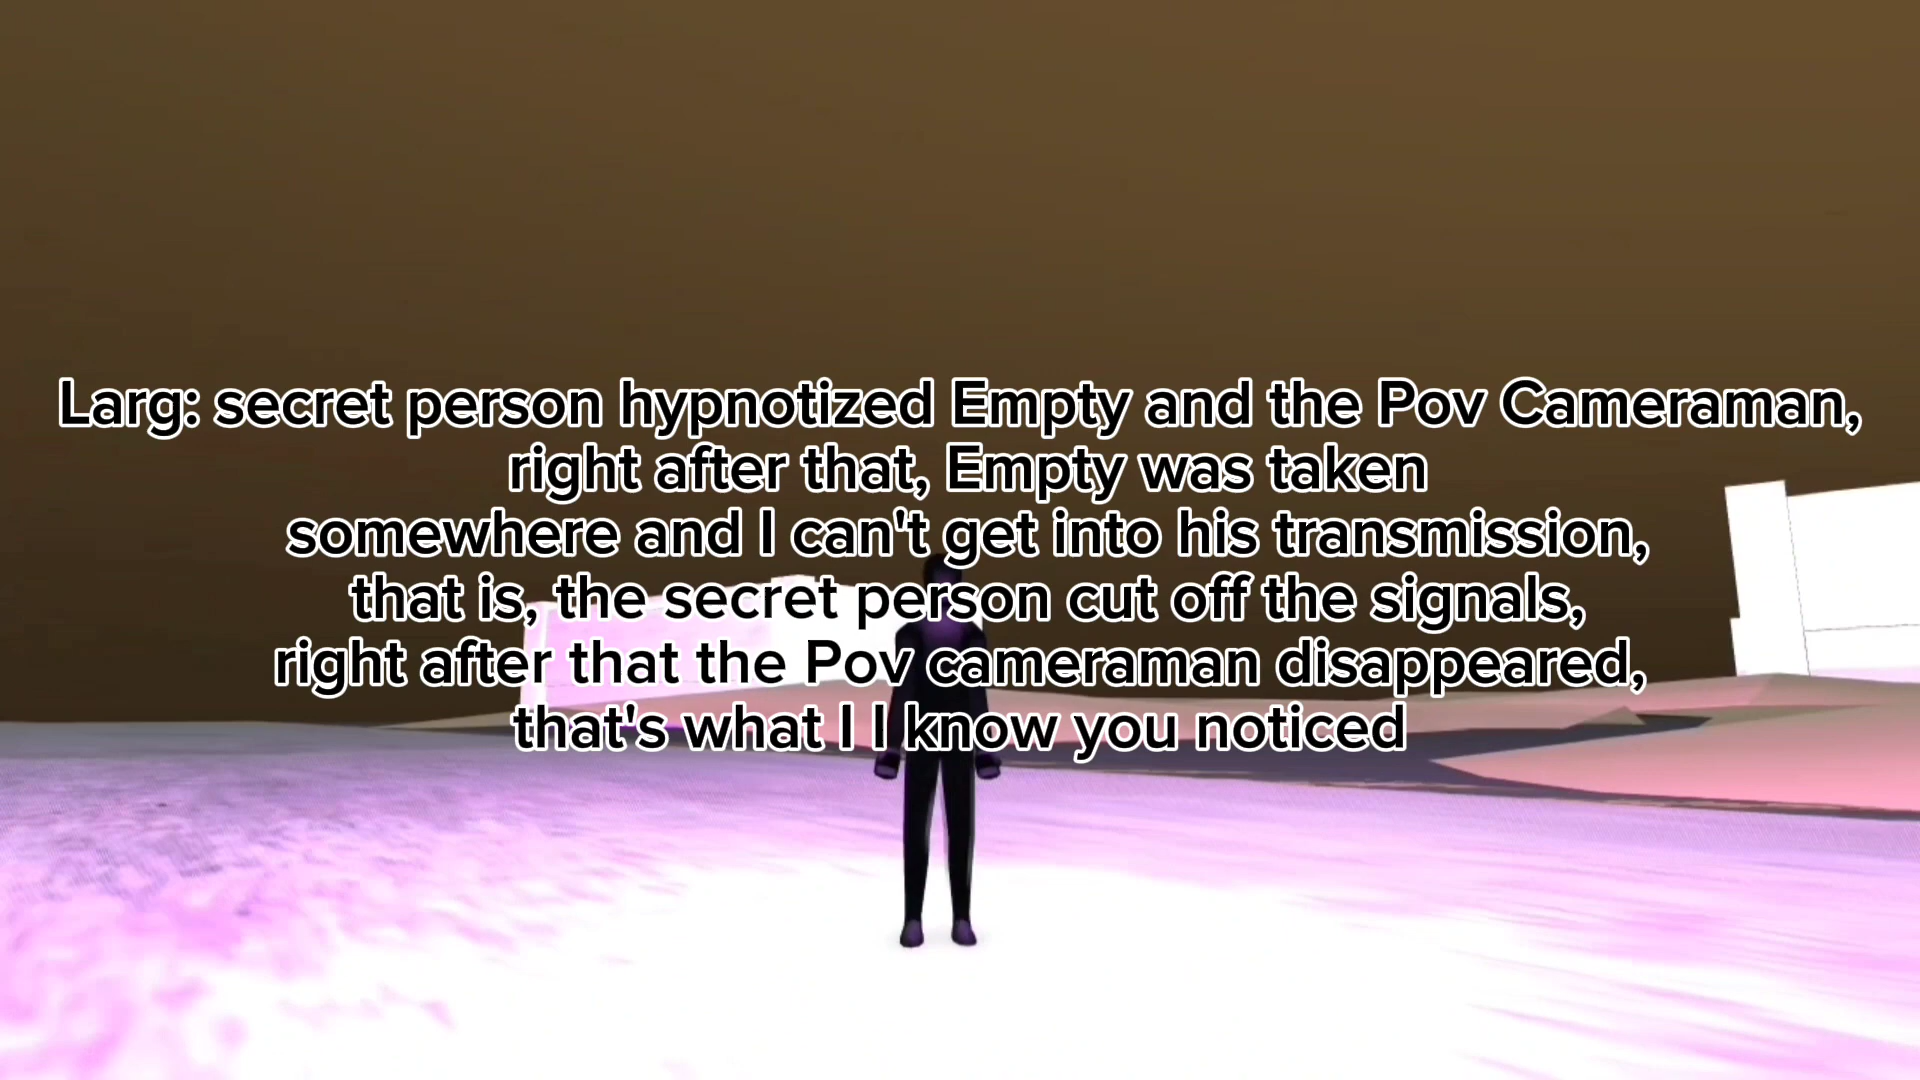 Larg: secret person hypnotized Empty and the Pov Cameraman,
right after that, Empty was taken
somewhere and I can't get into his transmission,
that is, the secret person cut off the signals,
right after that the Pov cameraman disappeared,
that's what I I know you noticed